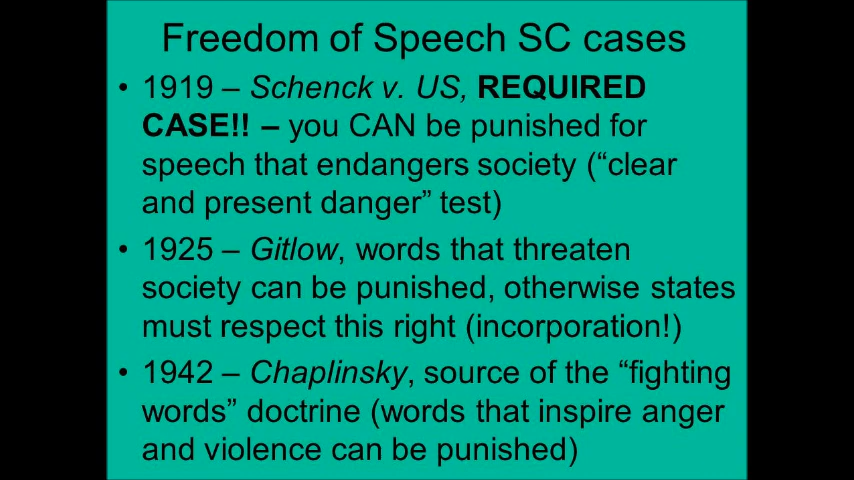 Freedom of Speech SC cases
• 1919 – Schenck v. US, REQUIRED
CASE!! – you CAN be punished for
speech that endangers society (“clear
and present danger” test)
• 1925 – Gitlow, words that threaten
society can be punished, otherwise states
must respect this right (incorporation!)
• 1942 – Chaplinsky, source of the “fighting
words” doctrine (words that inspire anger
and violence can be punished)